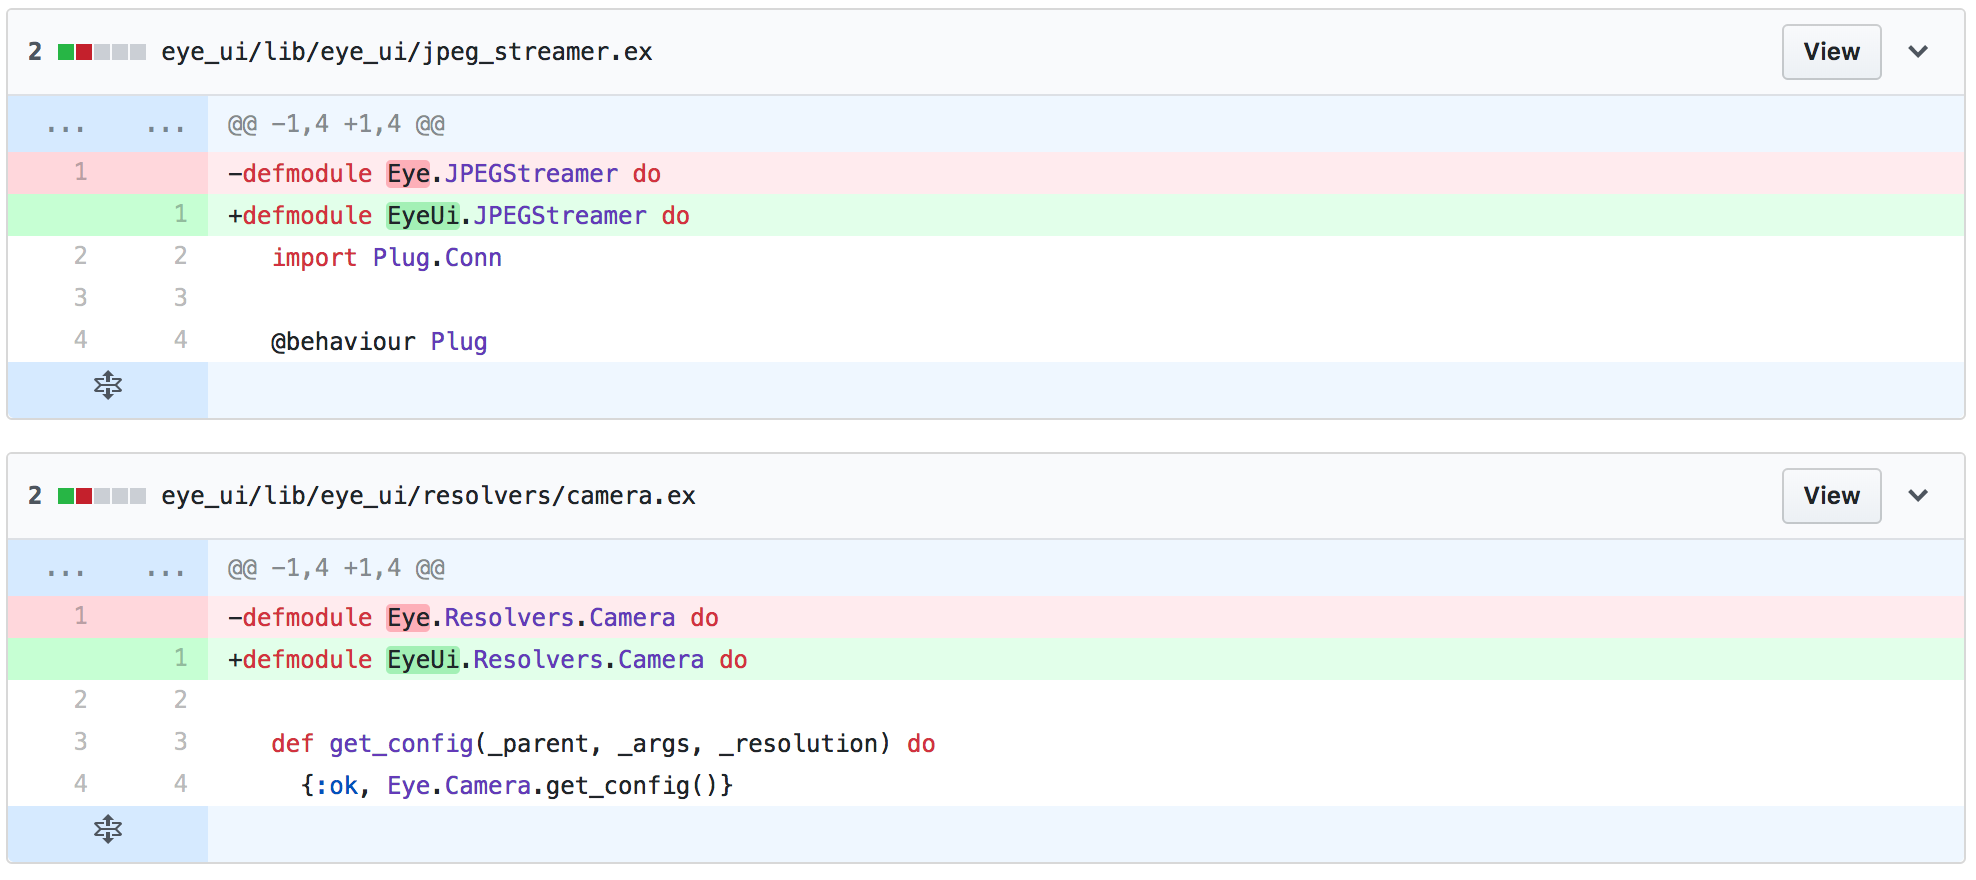 2 eye_ui/lib/eye_ui/jpeg_streamer.ex View
... ... @@ -1,4 +1,4 @@
1 -defmodule Eye.JPEGStreamer do
1 +defmodule EyeUi.JPEGStreamer do
2 2 import Plug.Conn
3 3
4 4 @behaviour Plug
2 eye_ui/lib/eye_ui/resolvers/camera.ex View
... ... @@ -1,4 +1,4 @@
1 -defmodule Eye.Resolvers.Camera do
1 +defmodule EyeUi.Resolvers.Camera do
2 2
3 3 def get_config(_parent, _args, _resolution) do
4 4 {:ok, Eye.Camera.get_config()}